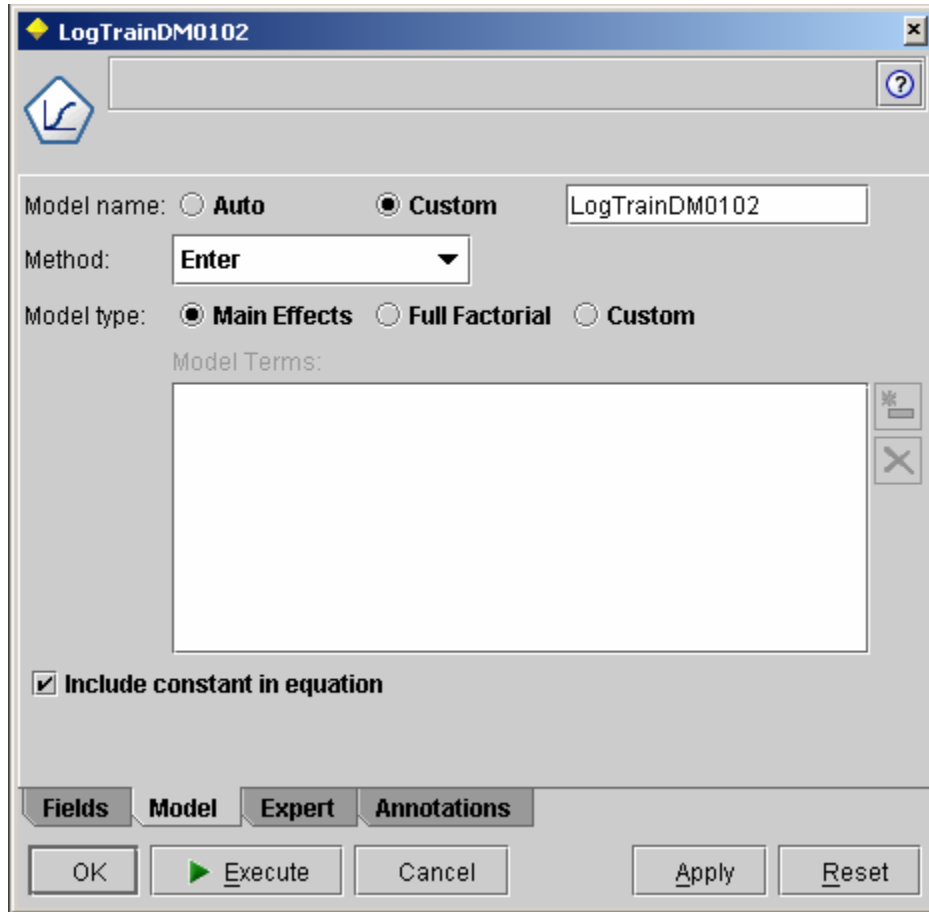 LogTrainDM0102
Model name: Auto Custom LogTrainDM0102
Method: Enter
Model type: Main Effects Full Factorial Custom
Model Terms:
Include constant in equation
Fields Model Expert Annotations
OK Execute Cancel Apply Reset